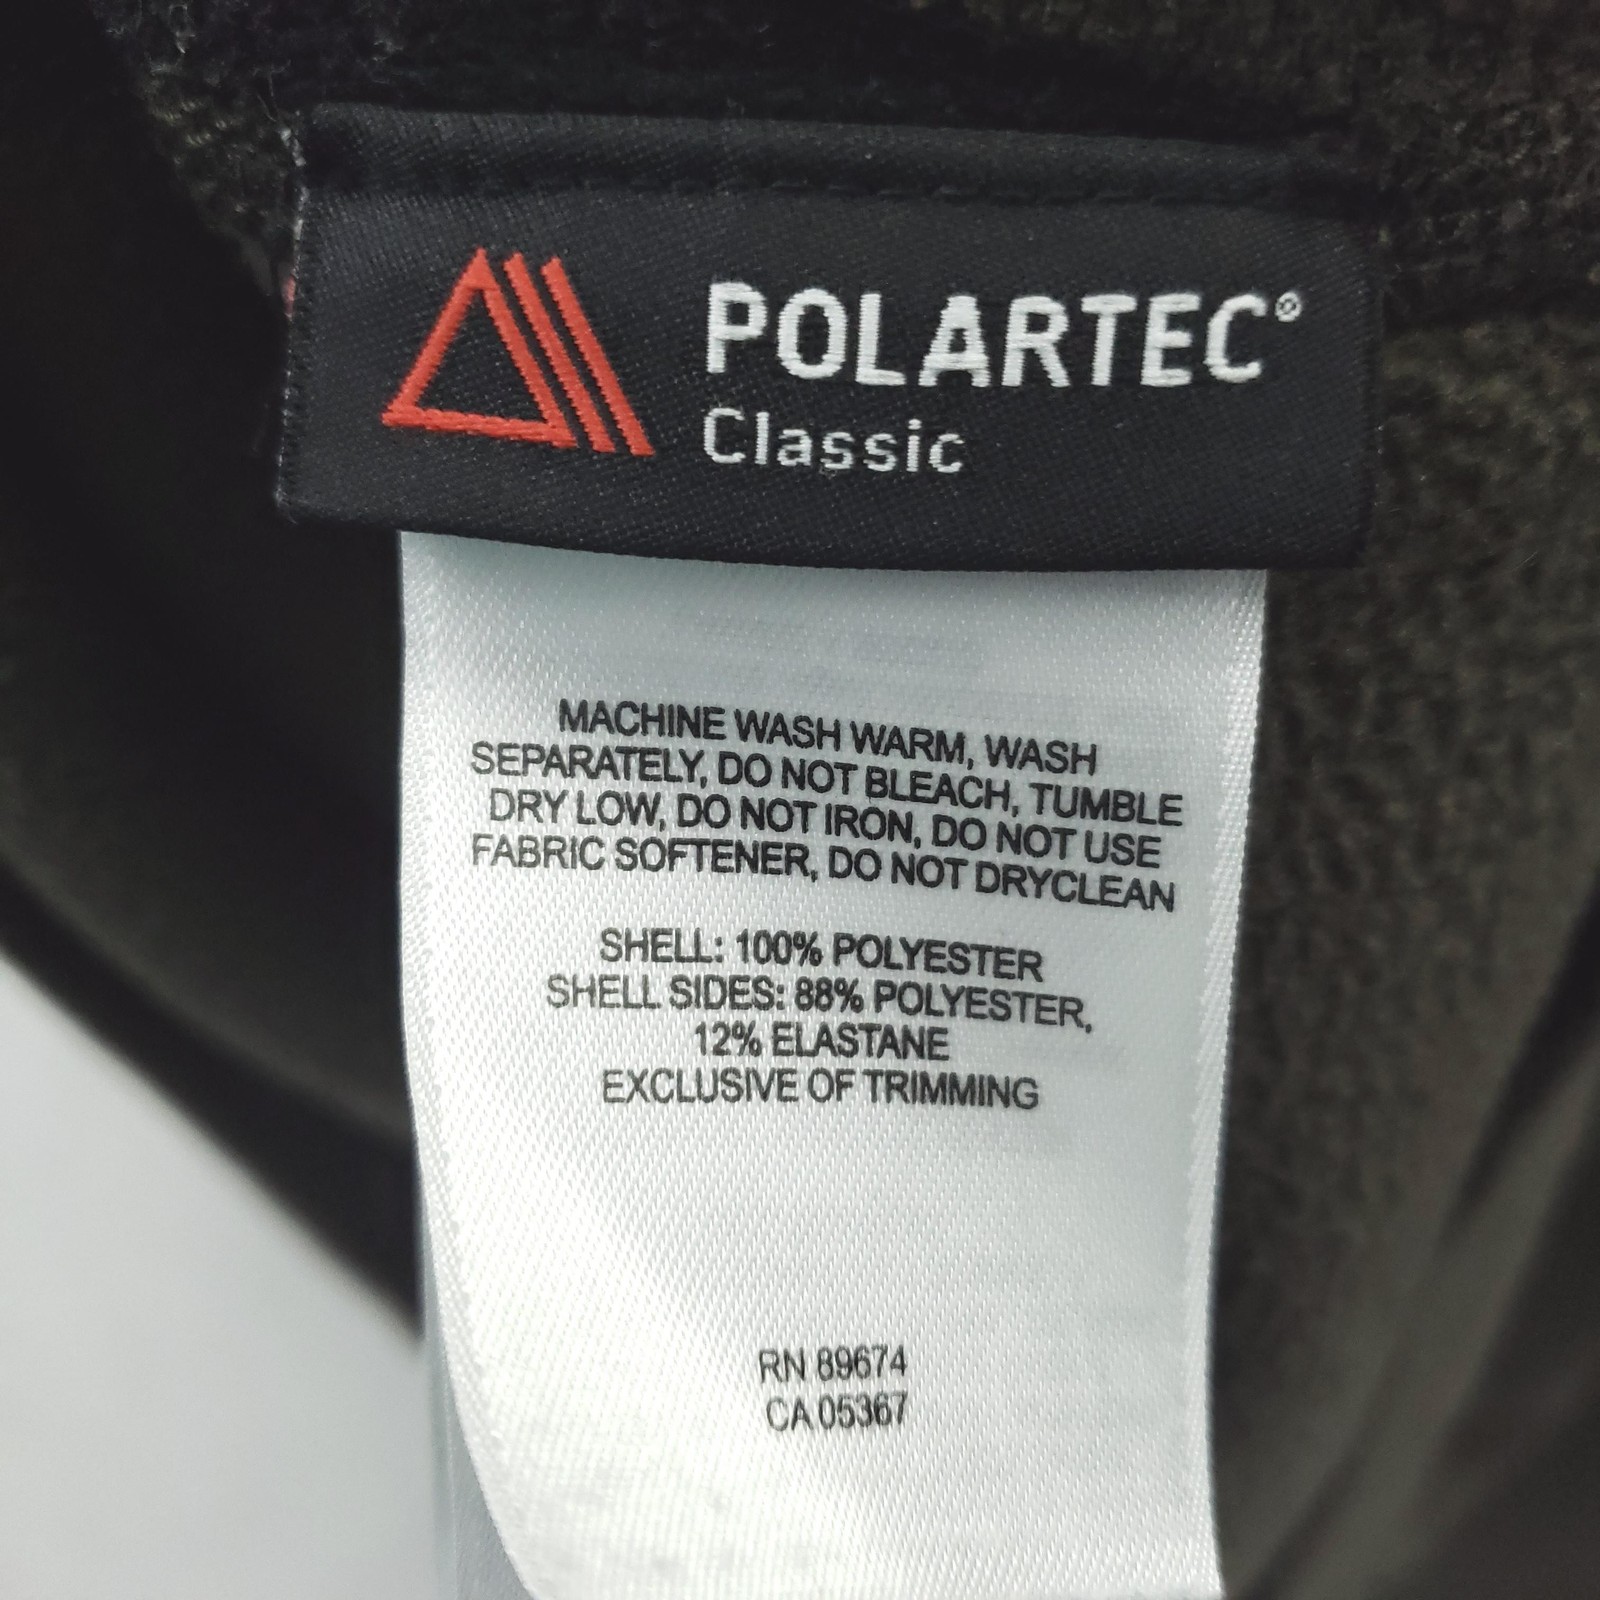 POLARTEC®
Classic
MACHINE WASH WARM, WASH
SEPARATELY, DO NOT BLEACH, TUMBLE
DRY LOW, DO NOT IRON, DO NOT USE
FABRIC SOFTENER, DO NOT DRYCLEAN
SHELL: 100% POLYESTER
SHELL SIDES: 88% POLYESTER,
12% ELASTANE
EXCLUSIVE OF TRIMMING
RN 89674
CA 05367